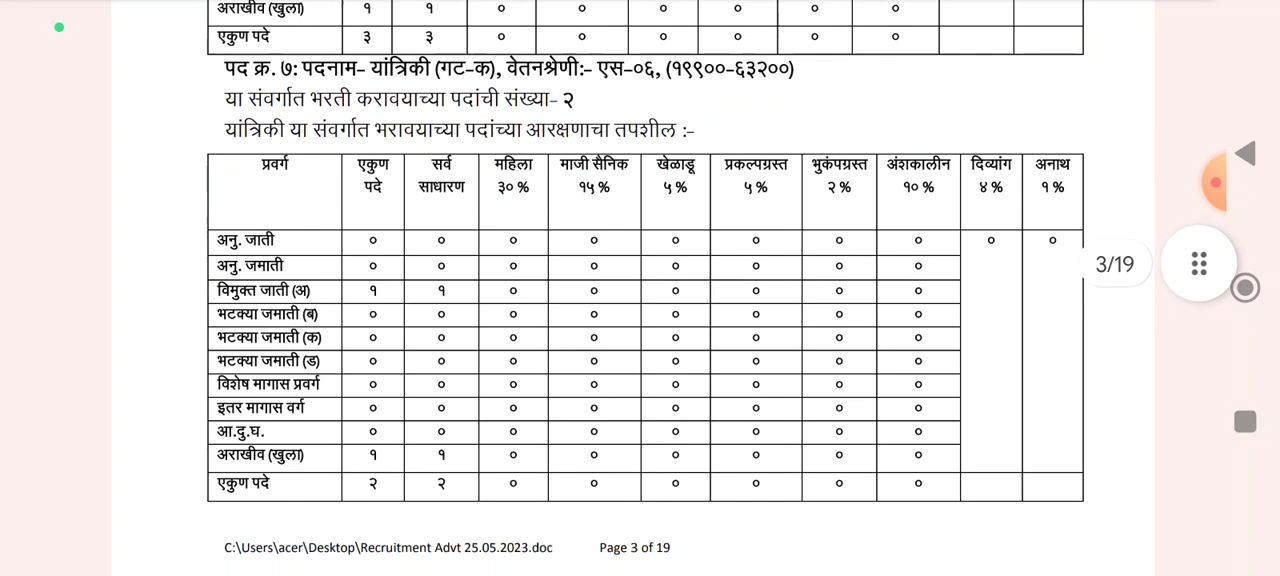 अराखीव (खुला) १ १ ० ० ० ० ० ०
एकुण पदे ३ ३ ० ० ० ० ० ०
पद क्र. ७: पदनाम- यांत्रिकी (गट-क), वेतनश्रेणी:- एस-०६, (१९९००-६३२००)
या संवर्गात भरती करावयाच्या पदांची संख्या- २
यांत्रिकी या संवर्गात भरावयाच्या पदांच्या आरक्षणाचा तपशील :-
प्रवर्ग एकुण सर्व महिला माजी सैनिक खेळाडू प्रकल्पग्रस्त भुकंपग्रस्त अंशकालीन दिव्यांग अनाथ
पदे साधारण ३० % १५ % ५ % ५ % २ % १० % ४ % १ %
अनु. जाती ० ० ० ० ० ० ० ० ० ०
3/19
अनु. जमाती ० ० ० ० ० ० ० ०
विमुक्त जाती (अ) १ १ ० ० ० ० ० ०
भटक्या जमाती (ब) ० ० ० ० ० ० ० ०
भटक्या जमाती (क) ० ० ० ० ० ० ० ०
भटक्या जमाती (ड) ० ० ० ० ० ० ० ०
विशेष मागास प्रवर्ग ० ० ० ० ० ० ० ०
इतर मागास वर्ग ० ० ० ० ० ० ० ०
आ.दु.घ. ० ० ० ० ० ० ० ०
अराखीव (खुला) १ १ ० ० ० ० ० ०
एकुण पदे २ २ ० ० ० ० ० ०
C:\Users\acer\Desktop\Recruitment Advt 25.05.2023.doc Page 3 of 19